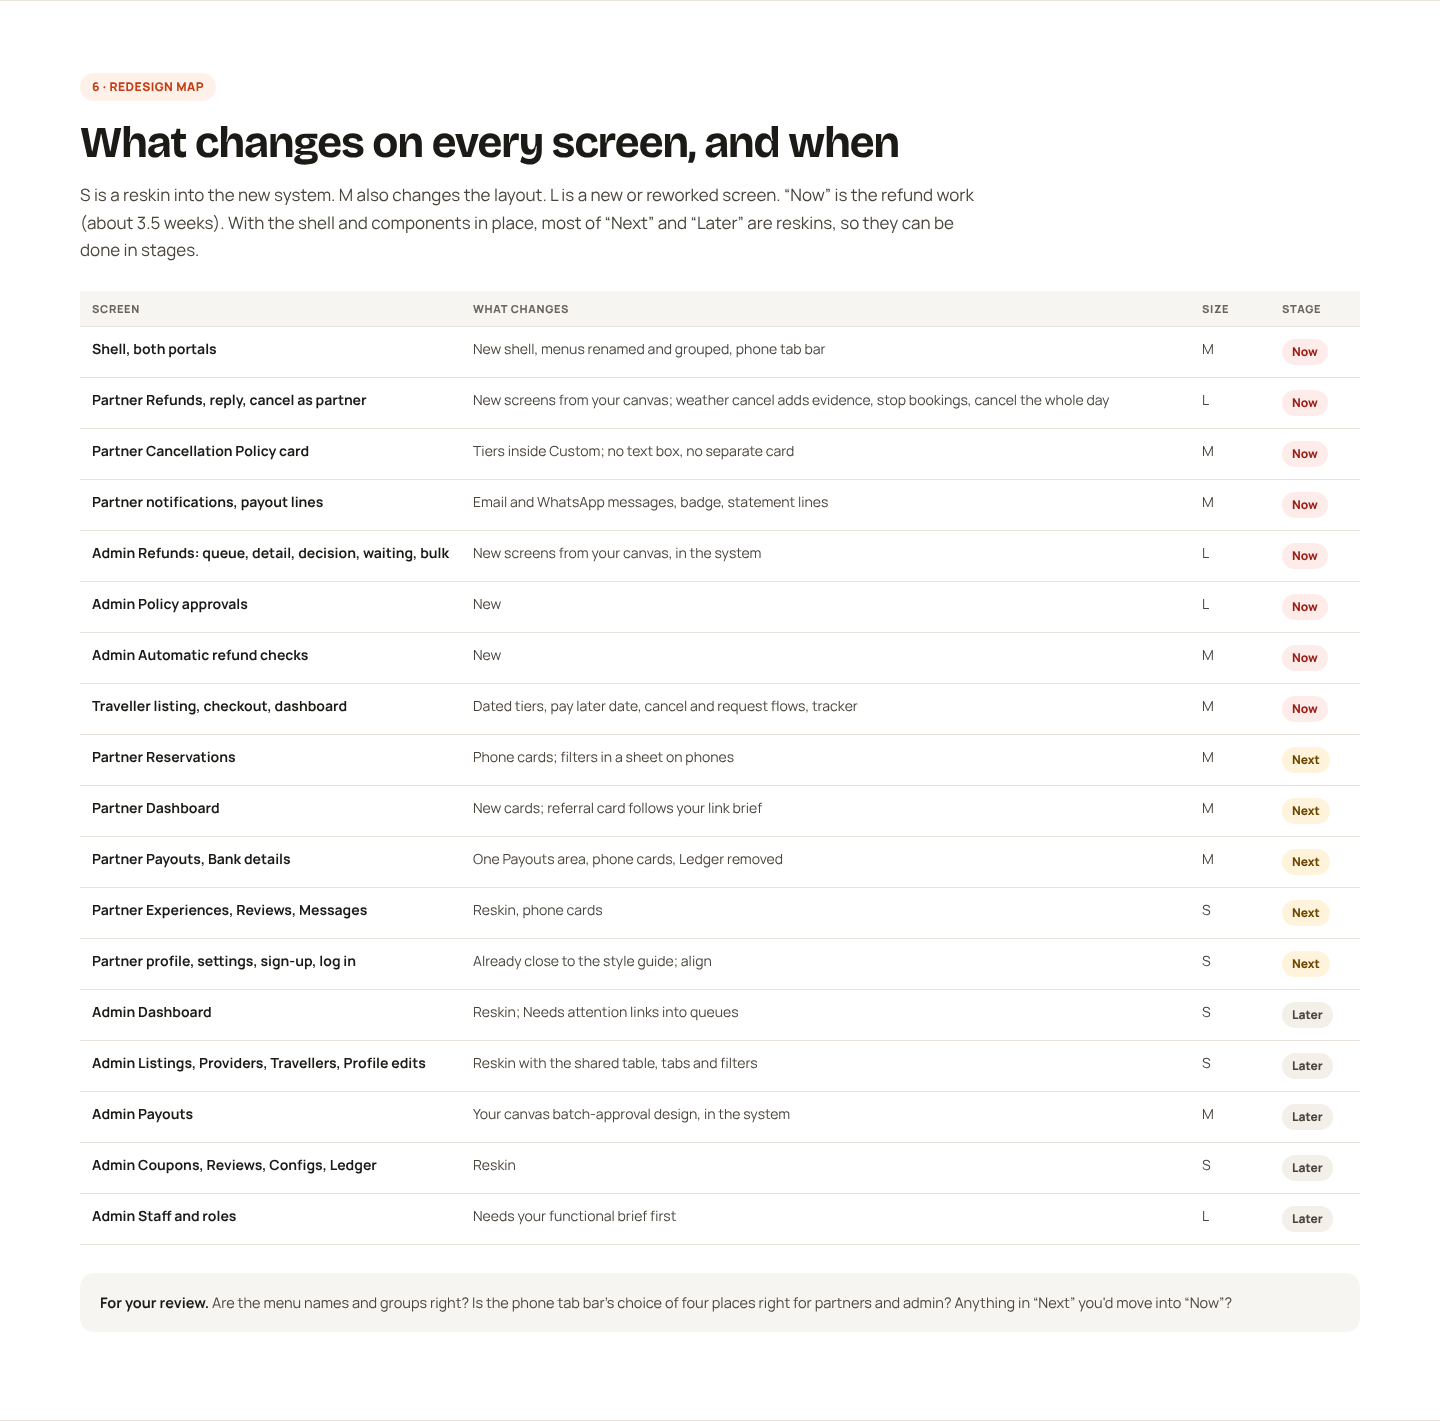 6 · REDESIGN MAP
What changes on every screen, and when
S is a reskin into the new system. M also changes the layout. L is a new or reworked screen. “Now” is the refund work
(about 3.5 weeks). With the shell and components in place, most of “Next” and “Later” are reskins, so they can be
done in stages.
SCREEN WHAT CHANGES SIZE STAGE
Shell, both portals New shell, menus renamed and grouped, phone tab bar M Now
Partner Refunds, reply, cancel as partner New screens from your canvas; weather cancel adds evidence, stop bookings, cancel the whole day L Now
Partner Cancellation Policy card Tiers inside Custom; no text box, no separate card M Now
Partner notifications, payout lines Email and WhatsApp messages, badge, statement lines M Now
Admin Refunds: queue, detail, decision, waiting, bulk New screens from your canvas, in the system L Now
Admin Policy approvals New L Now
Admin Automatic refund checks New M Now
Traveller listing, checkout, dashboard Dated tiers, pay later date, cancel and request flows, tracker M Now
Partner Reservations Phone cards; filters in a sheet on phones M Next
Partner Dashboard New cards; referral card follows your link brief M Next
Partner Payouts, Bank details One Payouts area, phone cards, Ledger removed M Next
Partner Experiences, Reviews, Messages Reskin, phone cards S Next
Partner profile, settings, sign-up, log in Already close to the style guide; align S Next
Admin Dashboard Reskin; Needs attention links into queues S Later
Admin Listings, Providers, Travellers, Profile edits Reskin with the shared table, tabs and filters S Later
Admin Payouts Your canvas batch-approval design, in the system M Later
Admin Coupons, Reviews, Configs, Ledger Reskin S Later
Admin Staff and roles Needs your functional brief first L Later
For your review. Are the menu names and groups right? Is the phone tab bar's choice of four places right for partners and admin? Anything in “Next” you'd move into “Now”?